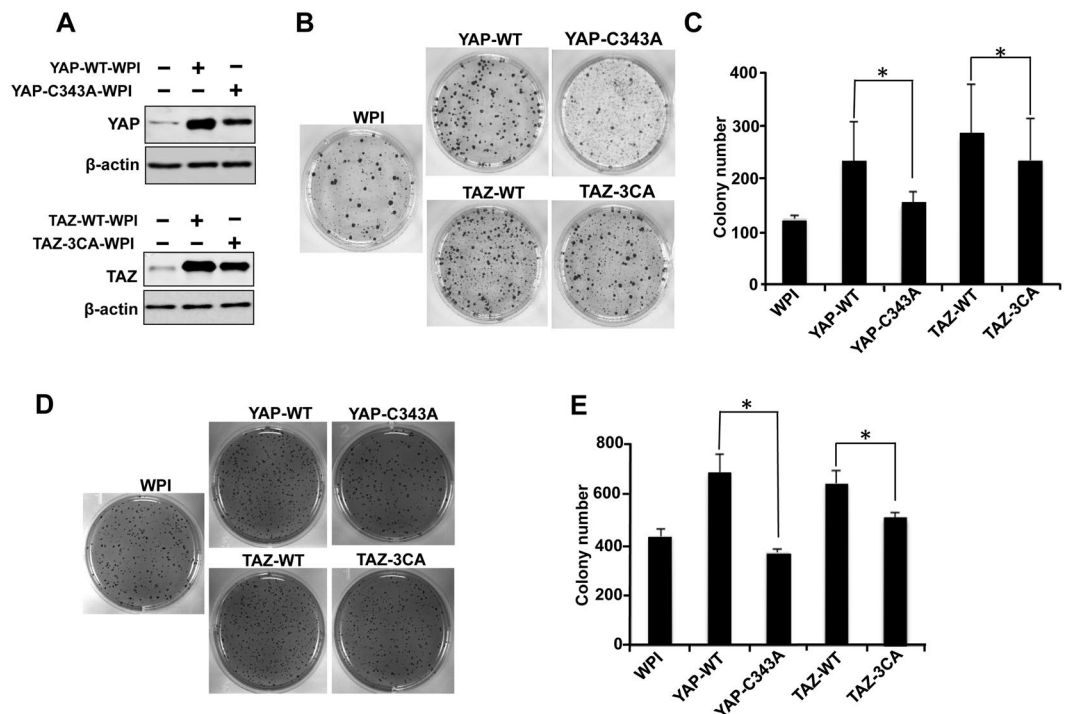 A
YAP-WT-WPI − + −
YAP-C343A-WPI − − +
YAP
β-actin
TAZ-WT-WPI − + −
TAZ-3CA-WPI − − +
TAZ
β-actin
B
WPI
YAP-WT YAP-C343A
TAZ-WT TAZ-3CA
C
Colony number
400
300
200
100
0
* *
WPI YAP-WT YAP-C343A TAZ-WT TAZ-3CA
D
WPI
YAP-WT YAP-C343A
TAZ-WT TAZ-3CA
E
Colony number
800
600
400
200
0
* *
WPI YAP-WT YAP-C343A TAZ-WT TAZ-3CA